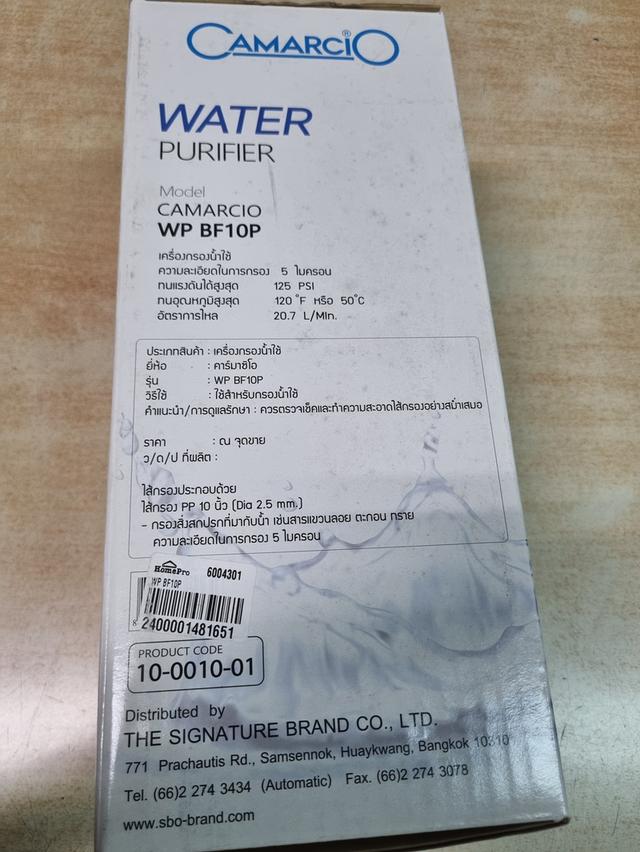 CAMARCIO®
WATER
PURIFIER
Model
CAMARCIO
WP BF10P
เครื่องกรองน้ำใช้
ความละเอียดในการกรอง 5 ไมครอน
ทนแรงดันได้สูงสุด 125 PSI
ทนอุณหภูมิสูงสุด 120 °F หรือ 50°C
อัตราการไหล 20.7 L/Min.
ประเภทสินค้า : เครื่องกรองน้ำใช้
ยี่ห้อ : คาร์มาซิโอ
รุ่น : WP BF10P
วิธีใช้ : ใช้สำหรับกรองน้ำใช้
คำแนะนำ/การดูแลรักษา : ควรตรวจเช็คและทำความสะอาดไส้กรองอย่างสม่ำเสมอ
ราคา : ณ จุดขาย
ว/ด/ป ที่ผลิต :
ไส้กรองประกอบด้วย
ไส้กรอง PP 10 นิ้ว (Dia 2.5 mm.)
- กรองสิ่งสกปรกที่มากับน้ำ เช่นสารแขวนลอย ตะกอน ทราย
ความละเอียดในการกรอง 5 ไมครอน
HomePro 6004301
WP BF10P
2400001481651
8
PRODUCT CODE
10-0010-01
Distributed by
THE SIGNATURE BRAND CO., LTD.
771 Prachautis Rd., Samsennok, Huaykwang, Bangkok 10310
Tel. (66)2 274 3434 (Automatic) Fax. (66)2 274 3078
www.sbo-brand.com